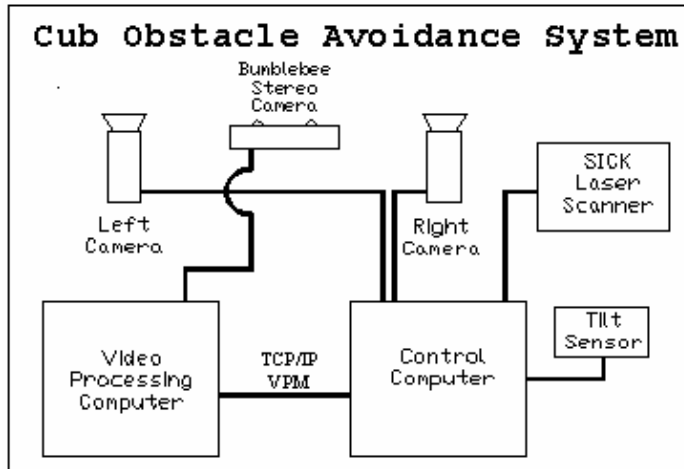 Cub Obstacle Avoidance System
Bumblebee
Stereo
Camera
Left
Camera
Right
Camera
SICK
Laser
Scanner
Video
Processing
Computer
TCP/IP
VPM
Control
Computer
Tilt
Sensor